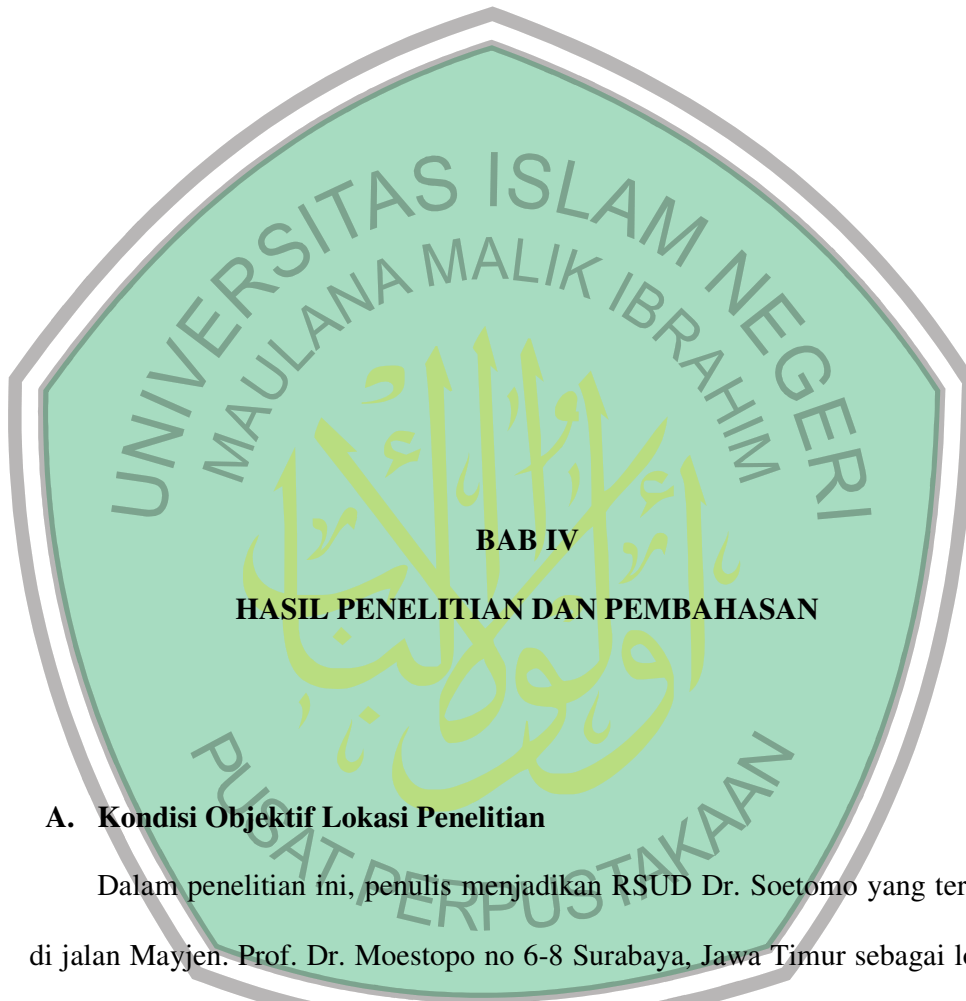 UNIVERSITAS ISLAM NEGERI
MAULANA MALIK IBRAHIM
BAB IV
HASIL PENELITIAN DAN PEMBAHASAN
A. Kondisi Objektif Lokasi Penelitian
Dalam penelitian ini, penulis menjadikan RSUD Dr. Soetomo yang ter
di jalan Mayjen. Prof. Dr. Moestopo no 6-8 Surabaya, Jawa Timur sebagai lo
PUSAT PERPUSTAKAAN